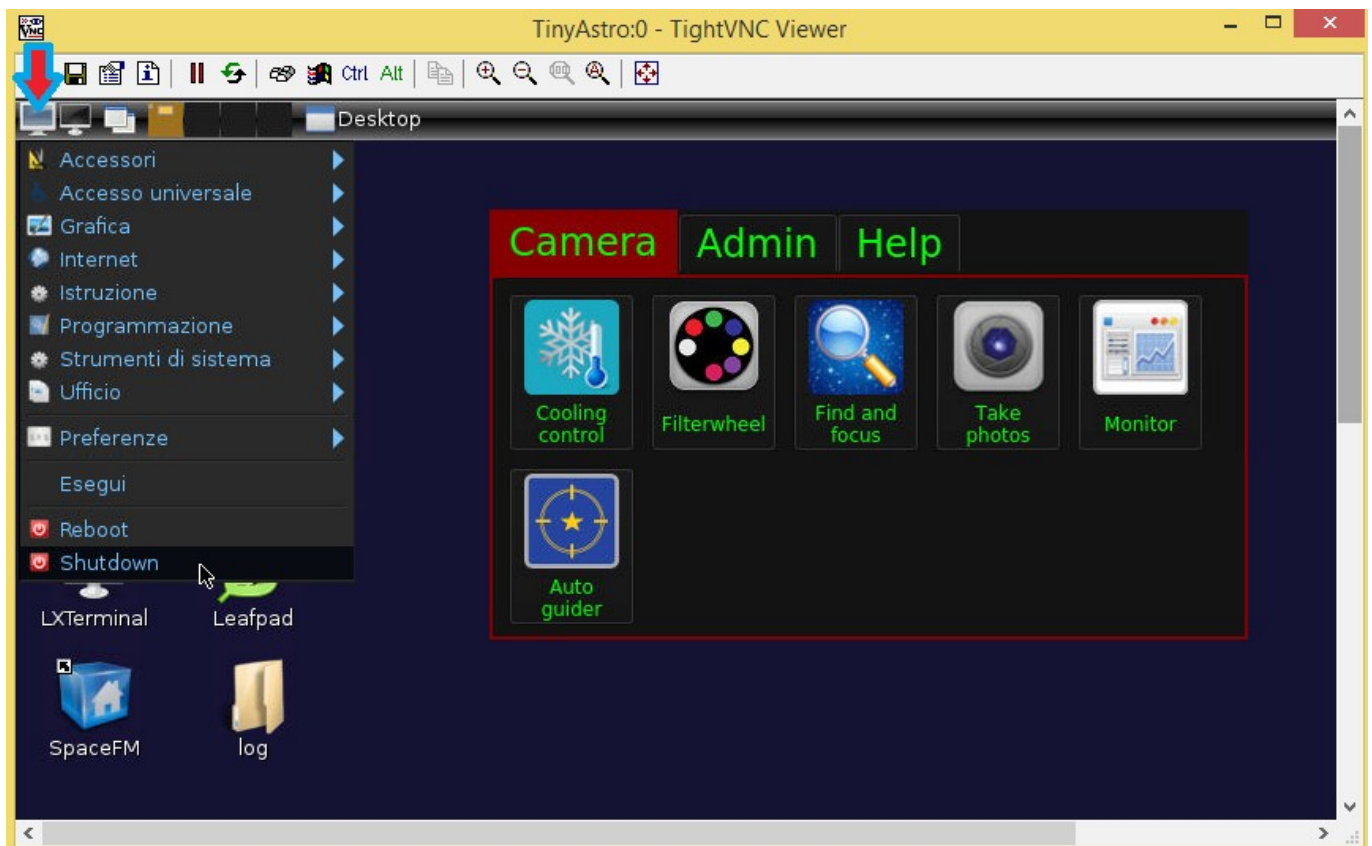 TinyAstro:0 - TightVNC Viewer
Ctrl Alt
Desktop
Accessori
Accesso universale
Grafica
Internet
Istruzione
Programmazione
Strumenti di sistema
Ufficio
Preferenze
Esegui
Reboot
Shutdown
LXTerminal
Leafpad
SpaceFM
log
Camera
Admin
Help
Cooling
control
Filterwheel
Find and
focus
Take
photos
Monitor
Auto
guider